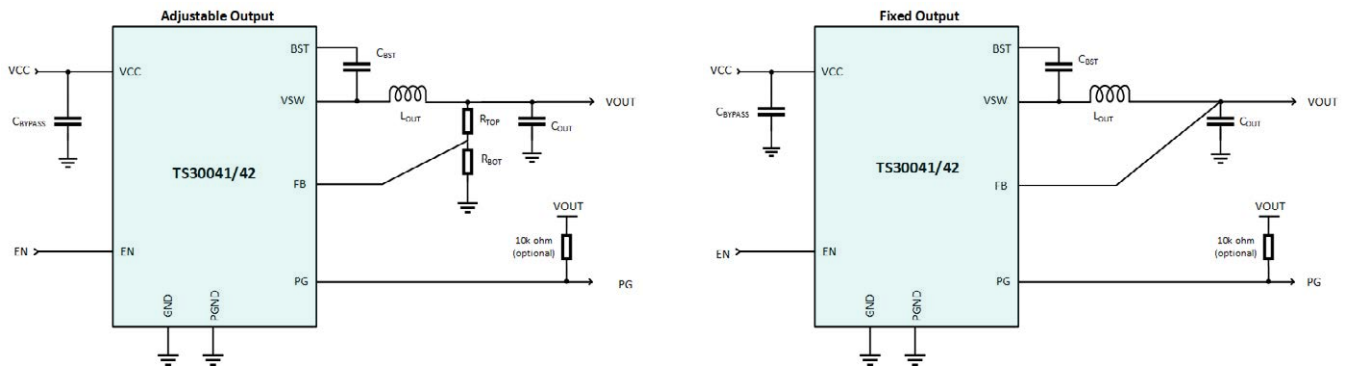 Adjustable Output
BST
CBST
VCC
VCC
VSW
LOUT
VOUT
CBYPASS
RTOP
COUT
RBOT
TS30041/42
FB
VOUT
10k ohm
(optional)
EN
EN
PG
PG
GND
PGND
Fixed Output
BST
CBST
VCC
VCC
VSW
LOUT
VOUT
CBYPASS
COUT
TS30041/42
FB
VOUT
10k ohm
(optional)
EN
EN
PG
PG
GND
PGND